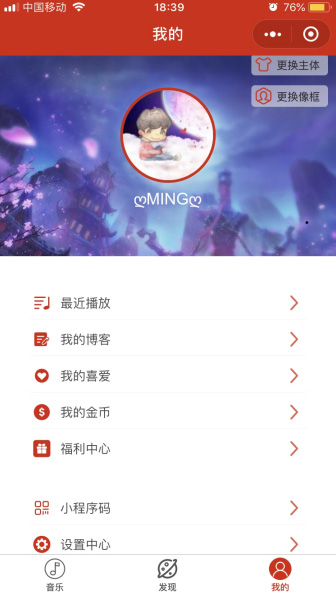 中国移动
18:39
76%
我的
更换主体
更换像框
ღMINGღ
最近播放
我的博客
我的喜爱
我的金币
福利中心
小程序码
设置中心
音乐
发现
我的